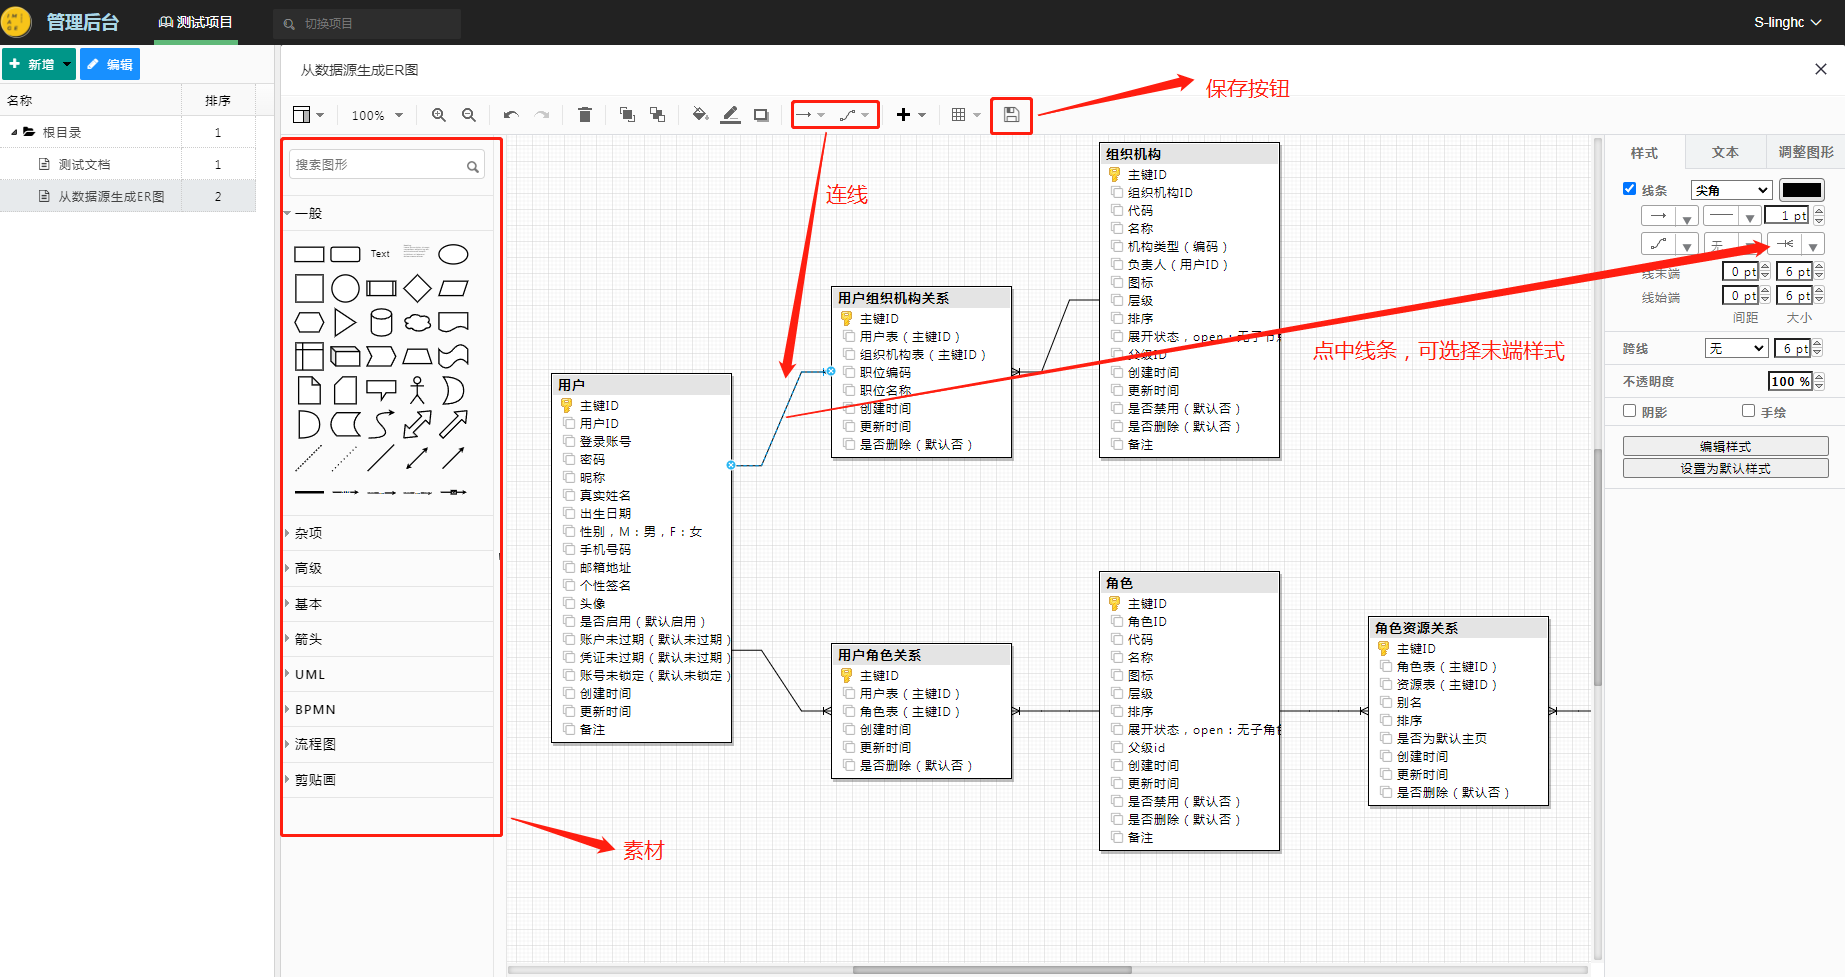 管理后台
测试项目
切换项目
S-linghc
新增
编辑
名称
排序
根目录
1
测试文档
1
从数据源生成ER图
2
从数据源生成ER图
100%
保存按钮
连线
点中线条，可选择末端样式
素材
搜索图形
一般
Text
杂项
高级
基本
箭头
UML
BPMN
流程图
剪贴画
用户
主键ID
用户ID
登录账号
密码
昵称
真实姓名
出生日期
性别，M：男，F：女
手机号码
邮箱地址
个性签名
头像
是否启用（默认启用）
账户未过期（默认未过期）
凭证未过期（默认未过期）
账号未锁定（默认未锁定）
创建时间
更新时间
备注
用户组织机构关系
主键ID
用户表（主键ID）
组织机构表（主键ID）
职位编码
职位名称
创建时间
更新时间
是否删除（默认否）
用户角色关系
主键ID
用户表（主键ID）
角色表（主键ID）
创建时间
更新时间
是否删除（默认否）
组织机构
主键ID
组织机构ID
代码
名称
机构类型（编码）
负责人（用户ID）
图标
层级
排序
展开状态，open：无子节点
父级ID
创建时间
更新时间
是否禁用（默认否）
是否删除（默认否）
备注
角色
主键ID
角色ID
代码
名称
图标
层级
排序
展开状态，open：无子角色
父级id
创建时间
更新时间
是否禁用（默认否）
是否删除（默认否）
备注
角色资源关系
主键ID
角色表（主键ID）
资源表（主键ID）
别名
排序
是否为默认主页
创建时间
更新时间
是否删除（默认否）
样式
文本
调整图形
线条
尖角
1 pt
无
线末端
0 pt
6 pt
线始端
0 pt
6 pt
间距
大小
跨线
无
6 pt
不透明度
100 %
阴影
手绘
编辑样式
设置为默认样式